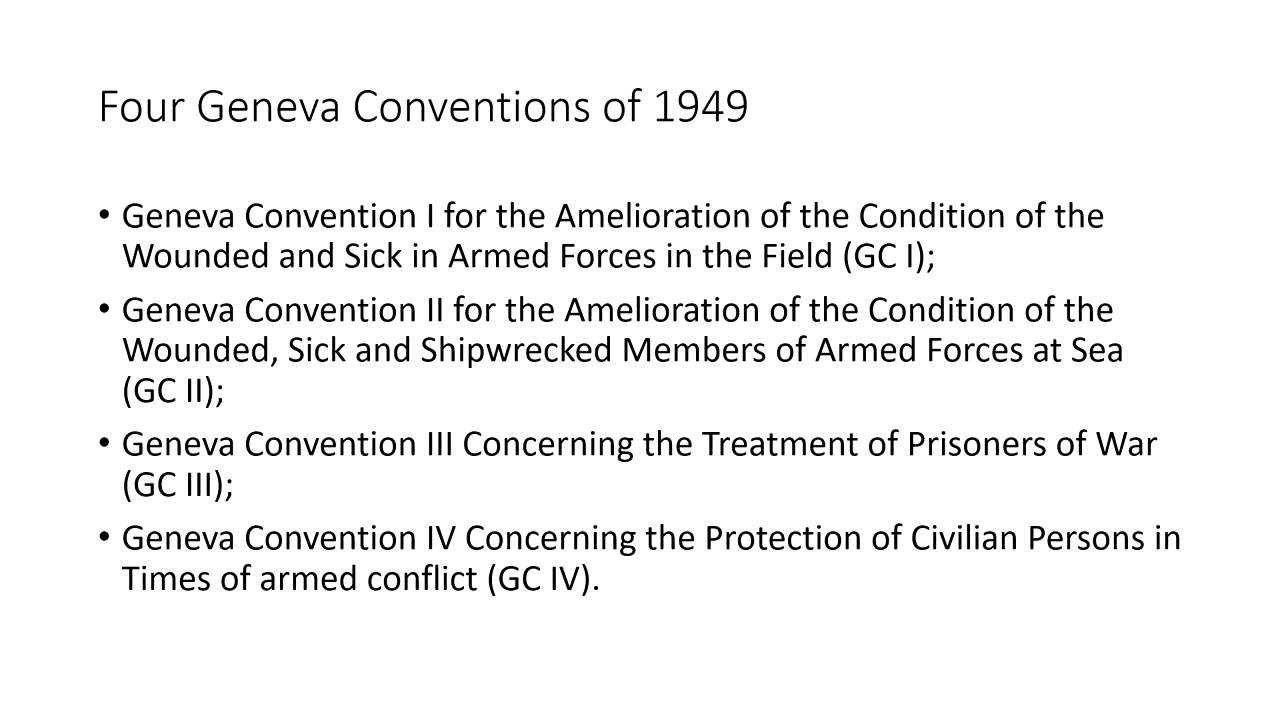 Four Geneva Conventions of 1949
• Geneva Convention I for the Amelioration of the Condition of the
Wounded and Sick in Armed Forces in the Field (GC I);
• Geneva Convention II for the Amelioration of the Condition of the
Wounded, Sick and Shipwrecked Members of Armed Forces at Sea
(GC II);
• Geneva Convention III Concerning the Treatment of Prisoners of War
(GC III);
• Geneva Convention IV Concerning the Protection of Civilian Persons in
Times of armed conflict (GC IV).